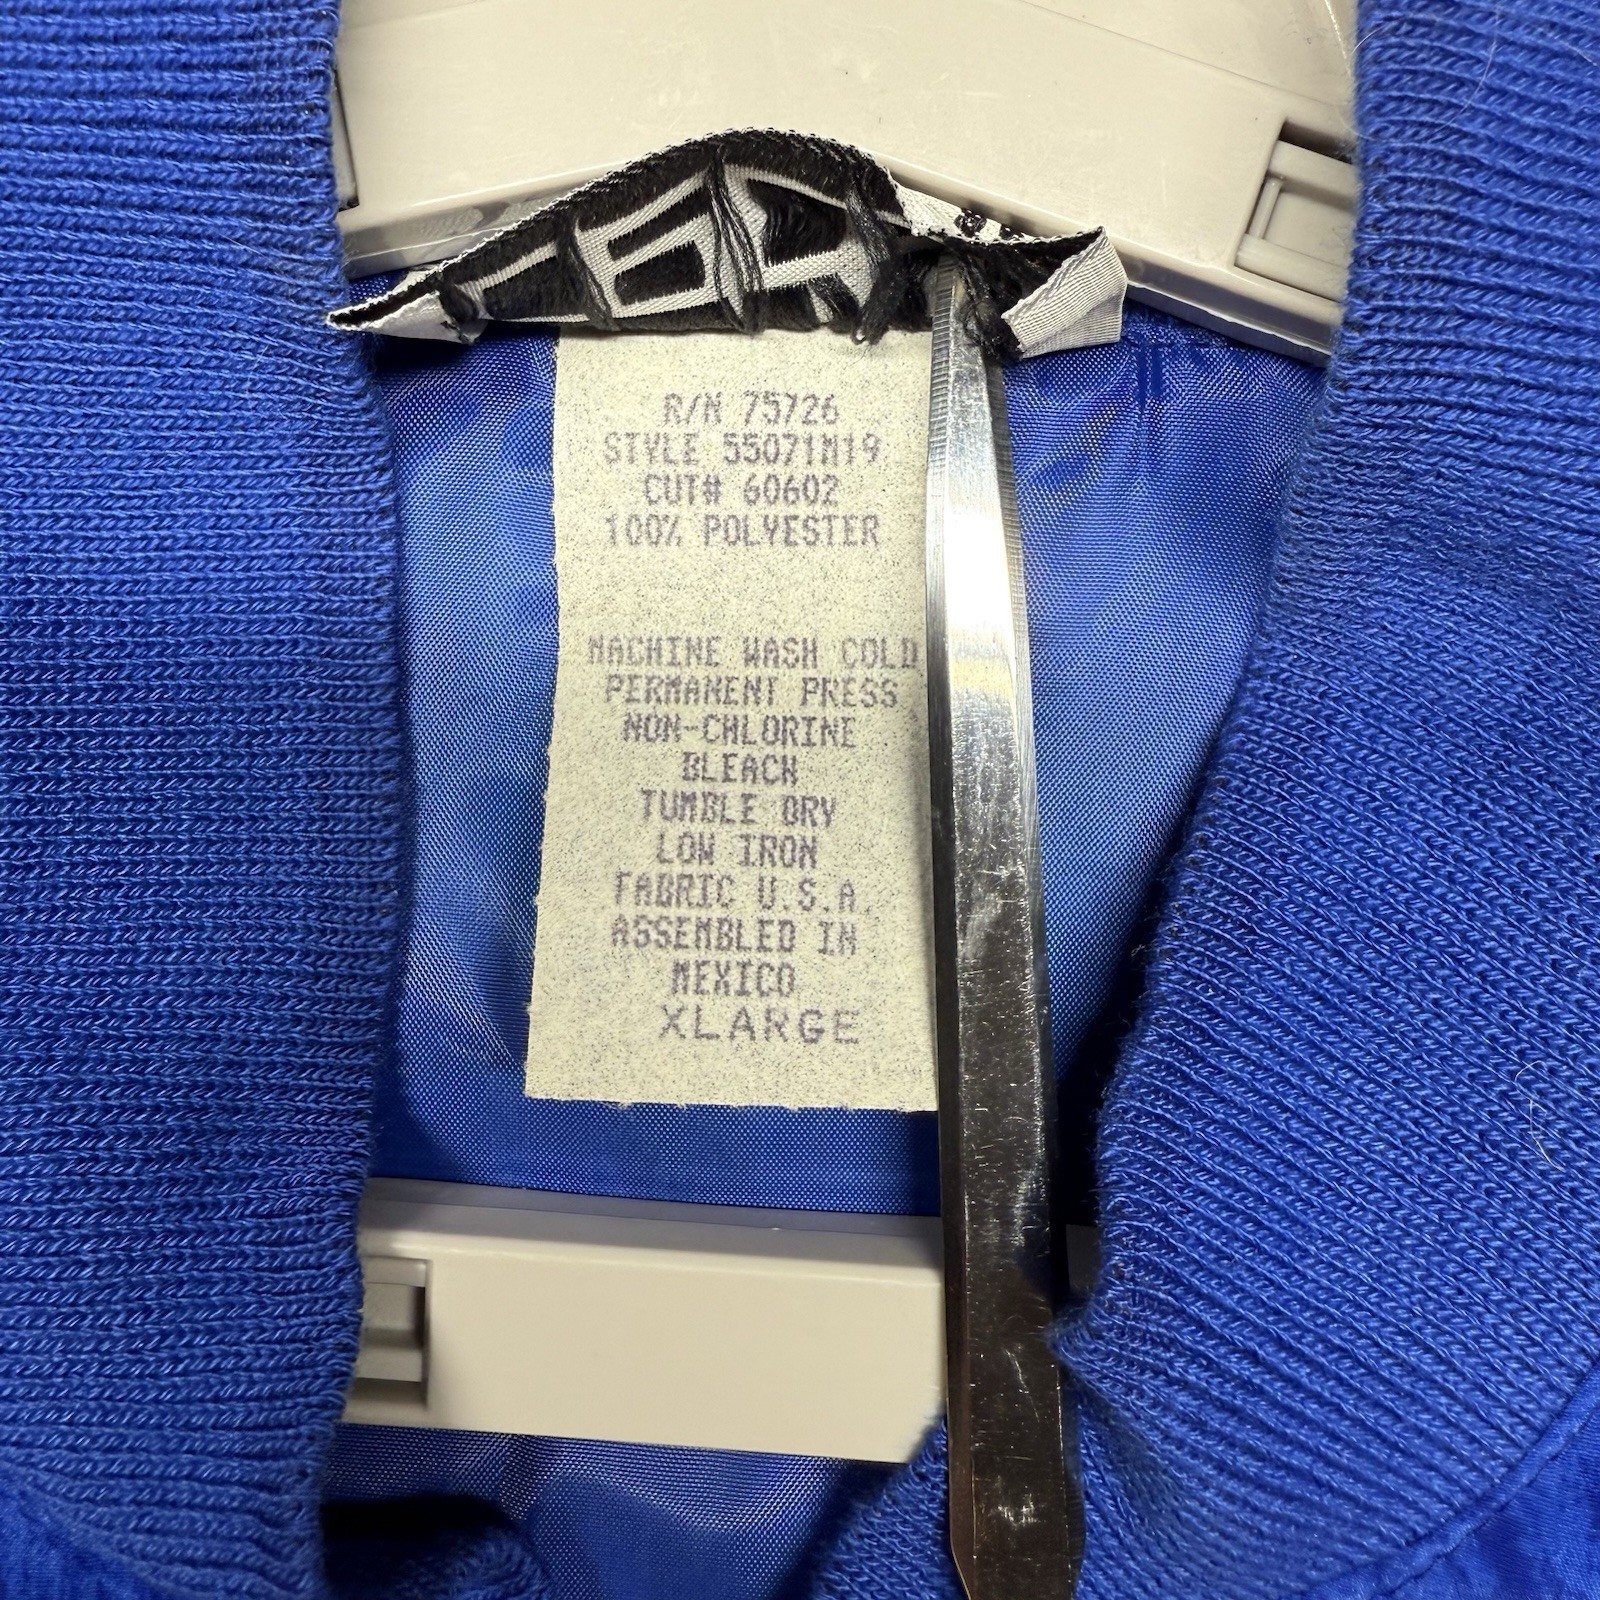 R/N 75726
STYLE 55071M19
CUT# 60602
100% POLYESTER
MACHINE WASH COLD
PERMANENT PRESS
NON-CHLORINE
BLEACH
TUMBLE DRY
LOW IRON
FABRIC U.S.A.
ASSEMBLED IN
MEXICO
XLARGE